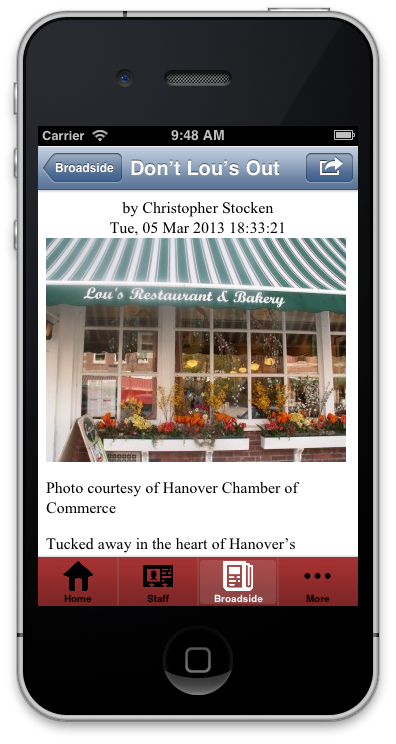 Carrier 9:48 AM
Broadside Don't Lou's Out
by Christopher Stocken
Tue, 05 Mar 2013 18:33:21
Lou's Restaurant & Bakery
Photo courtesy of Hanover Chamber of
Commerce
Tucked away in the heart of Hanover's
Home Staff Broadside More